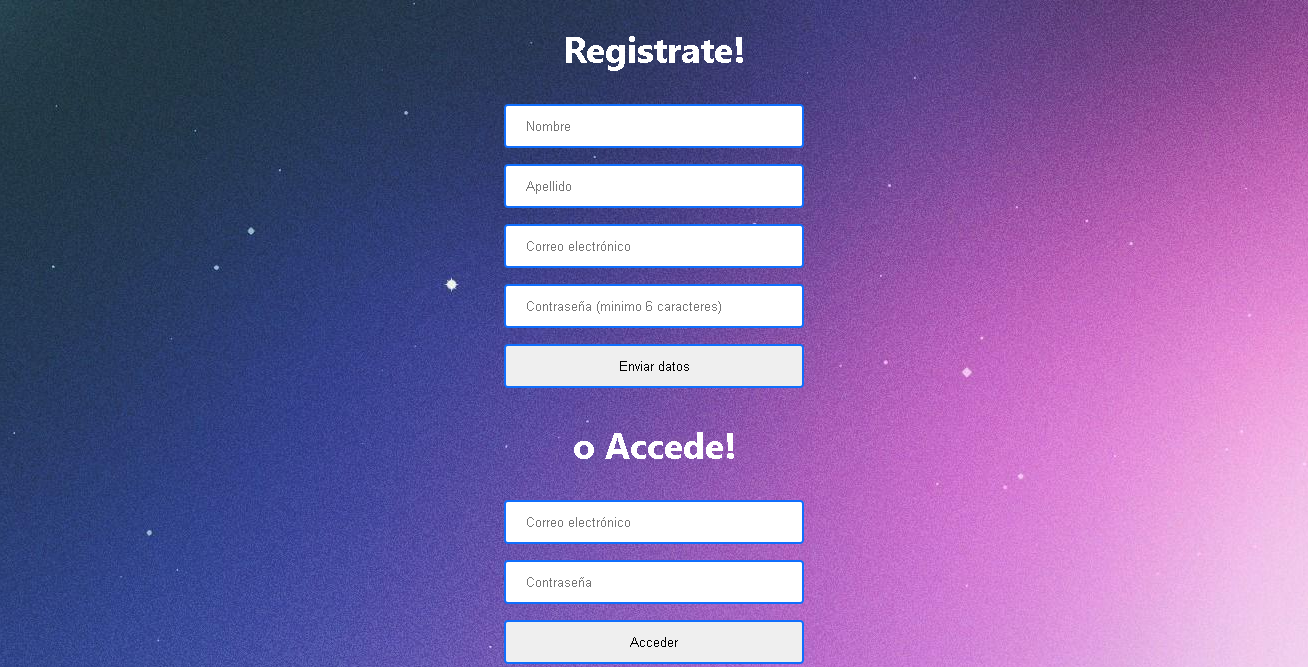 Registrate!
Nombre
Apellido
Correo electrónico
Contraseña (minimo 6 caracteres)
Enviar datos
o Accede!
Correo electrónico
Contraseña
Acceder